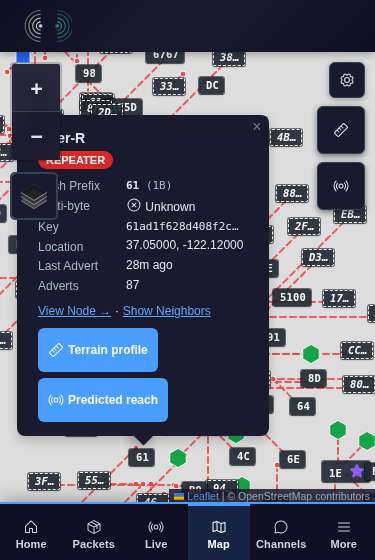 98
6767
38…
33…
DC
2D…
5D
+
−
4B…
er-R
REPEATER
sh Prefix 61 (1B)
ti-byte Unknown
Key 61ad1f628d408f2c…
Location 37.05000, -122.12000
Last Advert 28m ago
Adverts 87
View Node → · Show Neighbors
Terrain profile
Predicted reach
×
88…
EB…
2F…
D3…
5100
17…
91
CC…
8D
80…
64
61
4C
6E
1E
3F…
55…
94
Leaflet | © OpenStreetMap contributors
Home
Packets
Live
Map
Channels
More